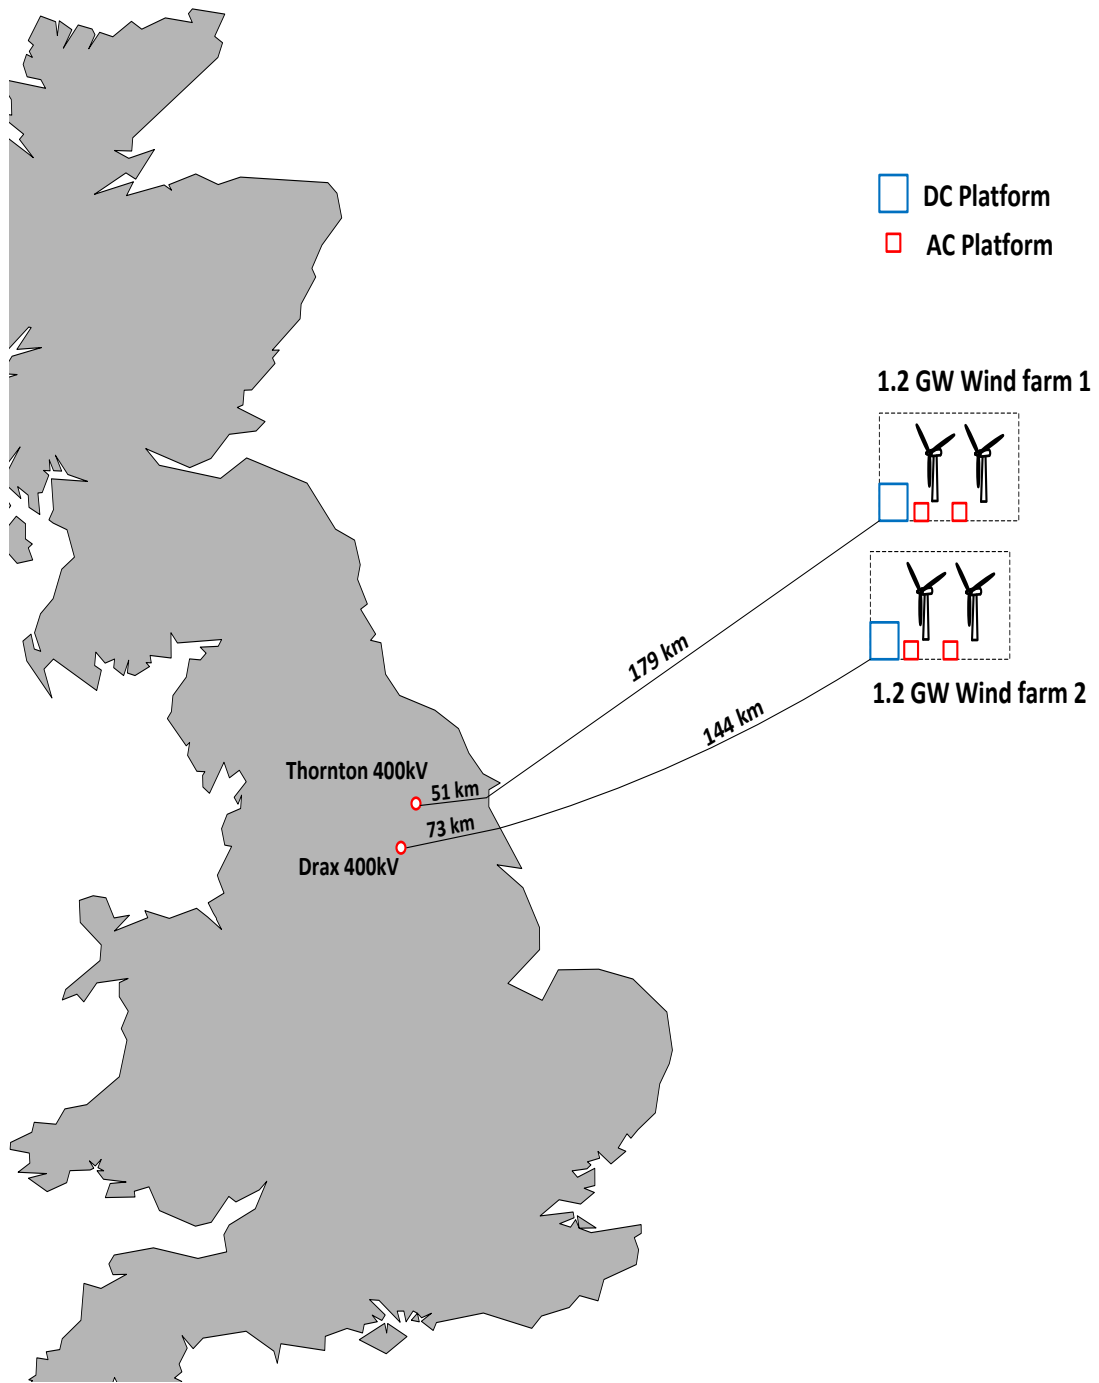 DC Platform
AC Platform
1.2 GW Wind farm 1
179 km
1.2 GW Wind farm 2
144 km
Thornton 400kV
51 km
73 km
Drax 400kV